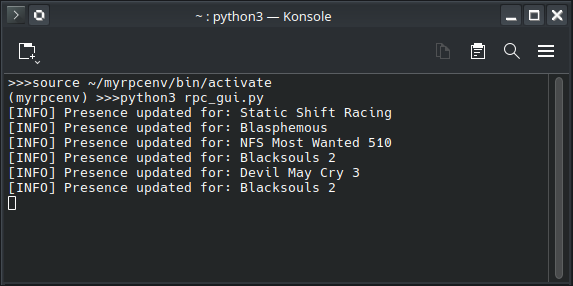 ~ : python3 — Konsole
>>>source ~/myrpcenv/bin/activate
(myrpcenv) >>>python3 rpc_gui.py
[INFO] Presence updated for: Static Shift Racing
[INFO] Presence updated for: Blasphemous
[INFO] Presence updated for: NFS Most Wanted 510
[INFO] Presence updated for: Blacksouls 2
[INFO] Presence updated for: Devil May Cry 3
[INFO] Presence updated for: Blacksouls 2